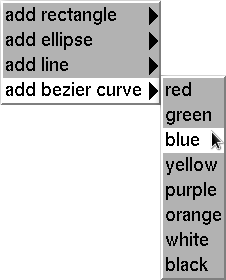 add rectangle
add ellipse
add line
add bezier curve
red
green
blue
yellow
purple
orange
white
black